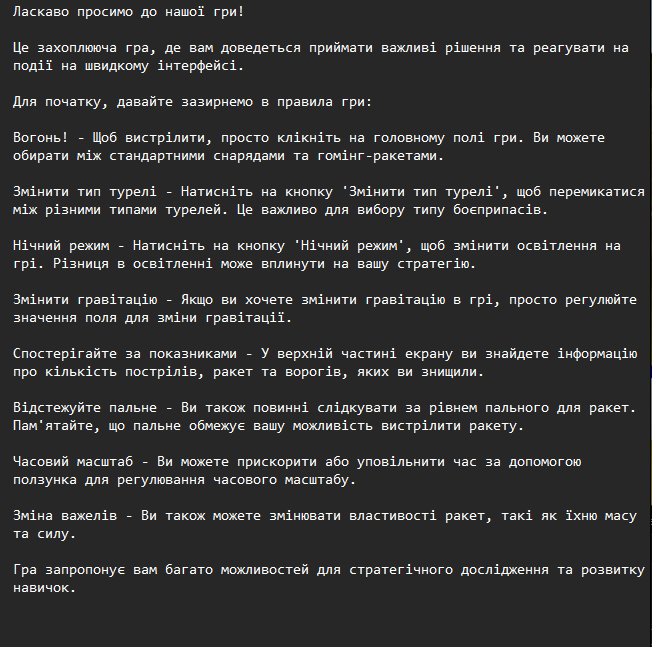 Ласкаво просимо до нашої гри!
Це захоплююча гра, де вам доведеться приймати важливі рішення та реагувати на
події на швидкому інтерфейсі.
Для початку, давайте зазирнемо в правила гри:
Вогонь! - Щоб вистрілити, просто клікніть на головному полі гри. Ви можете
обирати між стандартними снарядами та гомінг-ракетами.
Змінити тип турелі - Натисніть на кнопку 'Змінити тип турелі', щоб перемикатися
між різними типами турелей. Це важливо для вибору типу боєприпасів.
Нічний режим - Натисніть на кнопку 'Нічний режим', щоб змінити освітлення на
грі. Різниця в освітленні може вплинути на вашу стратегію.
Змінити гравітацію - Якщо ви хочете змінити гравітацію в грі, просто регулюйте
значення поля для зміни гравітації.
Спостерігайте за показниками - У верхній частині екрану ви знайдете інформацію
про кількість пострілів, ракет та ворогів, яких ви знищили.
Відстежуйте пальне - Ви також повинні слідкувати за рівнем пального для ракет.
Пам'ятайте, що пальне обмежує вашу можливість вистрілити ракету.
Часовий масштаб - Ви можете прискорити або уповільнити час за допомогою
ползунка для регулювання часового масштабу.
Зміна важелів - Ви також можете змінювати властивості ракет, такі як їхню масу
та силу.
Гра запропонує вам багато можливостей для стратегічного дослідження та розвитку
навичок.